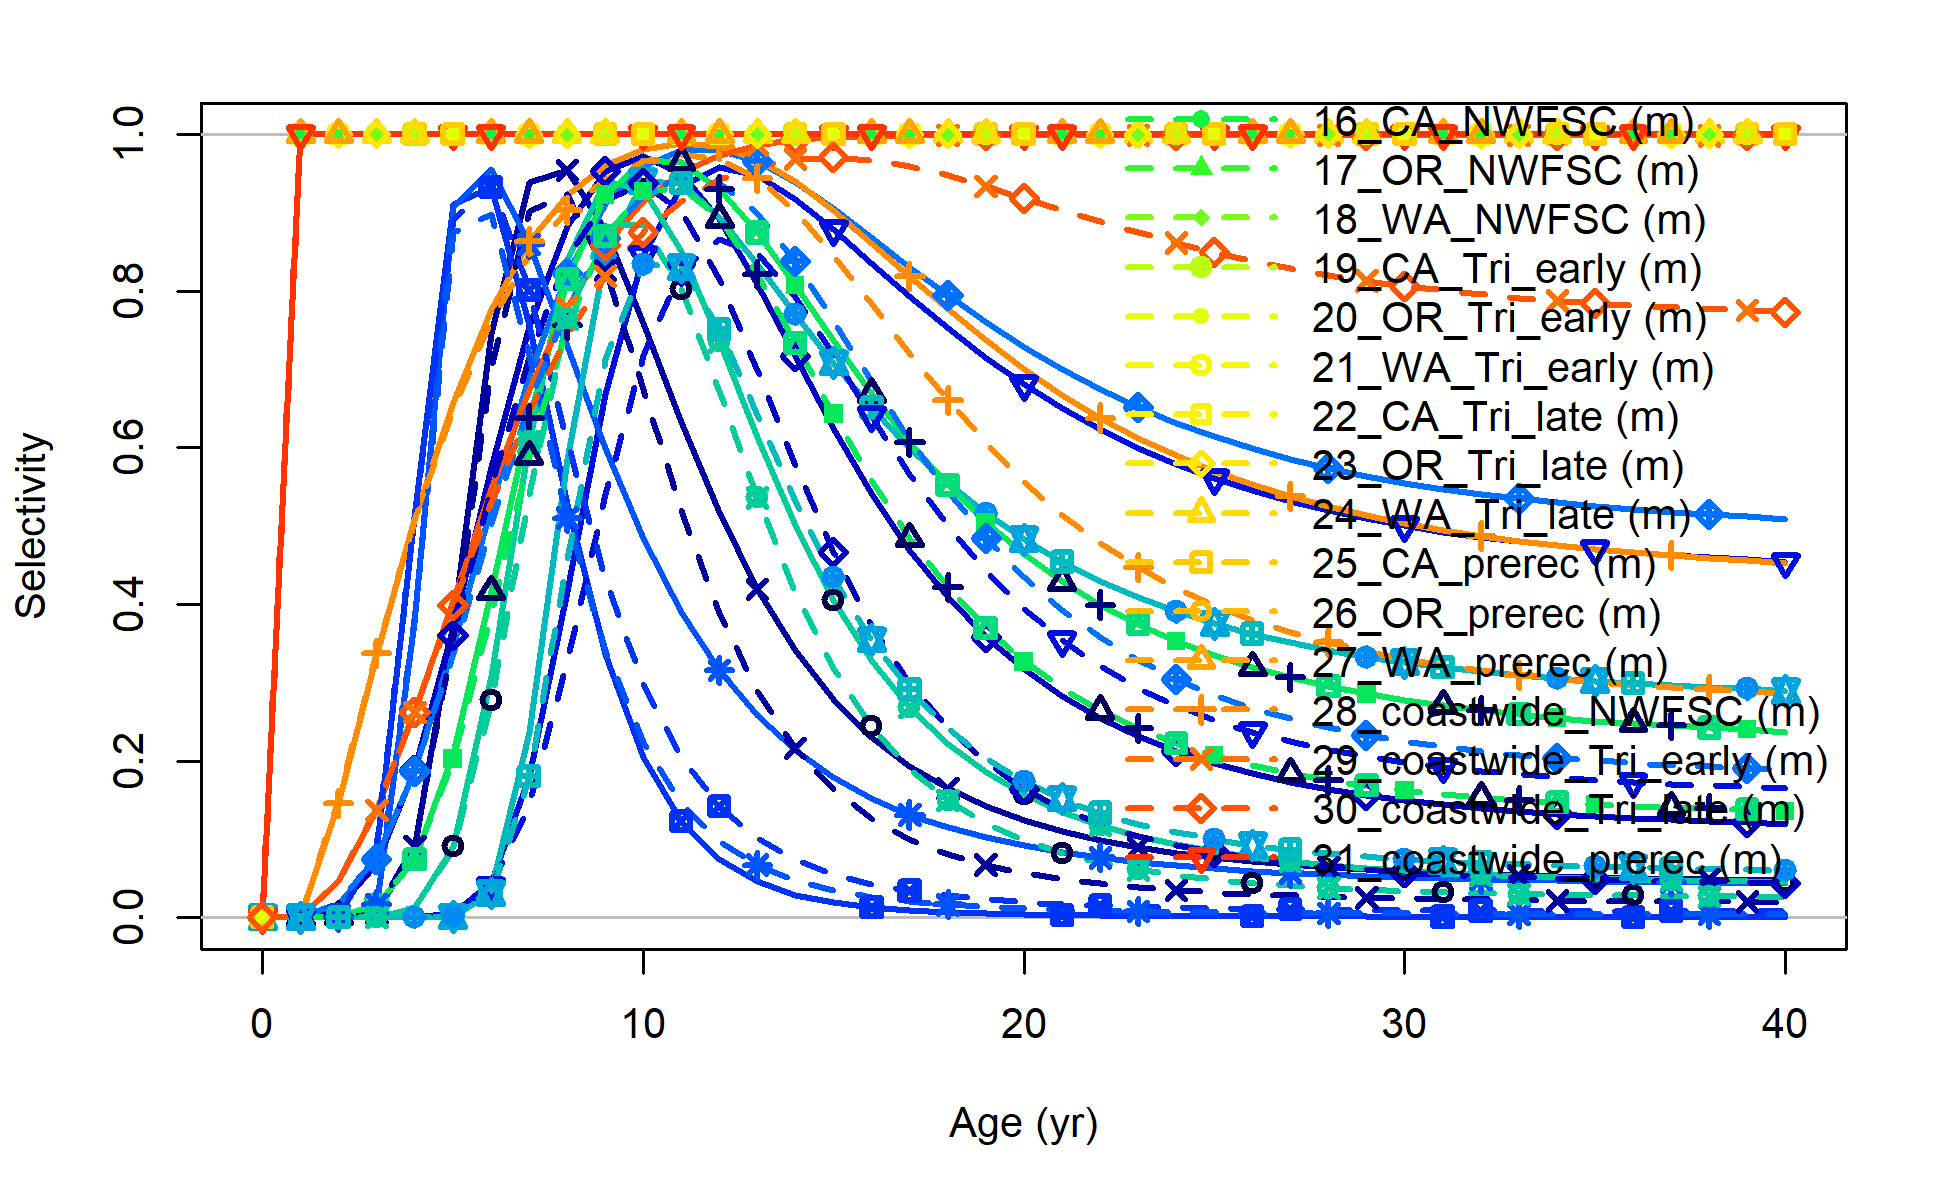 1.0
0.8
0.6
0.4
0.2
0.0
Selectivity
16_CA_NWFSC (m)
17_OR_NWFSC (m)
18_WA_NWFSC (m)
19_CA_Tri_early (m)
20_OR_Tri_early (m)
21_WA_Tri_early (m)
22_CA_Tri_late (m)
23_OR_Tri_late (m)
24_WA_Tri_late (m)
25_CA_prerec (m)
26_OR_prerec (m)
27_WA_prerec (m)
28_coastwide_NWFSC (m)
29_coastwide_Tri_early (m)
30_coastwide_Tri_late (m)
31_coastwide_prerec (m)
0 10 20 30 40
Age (yr)